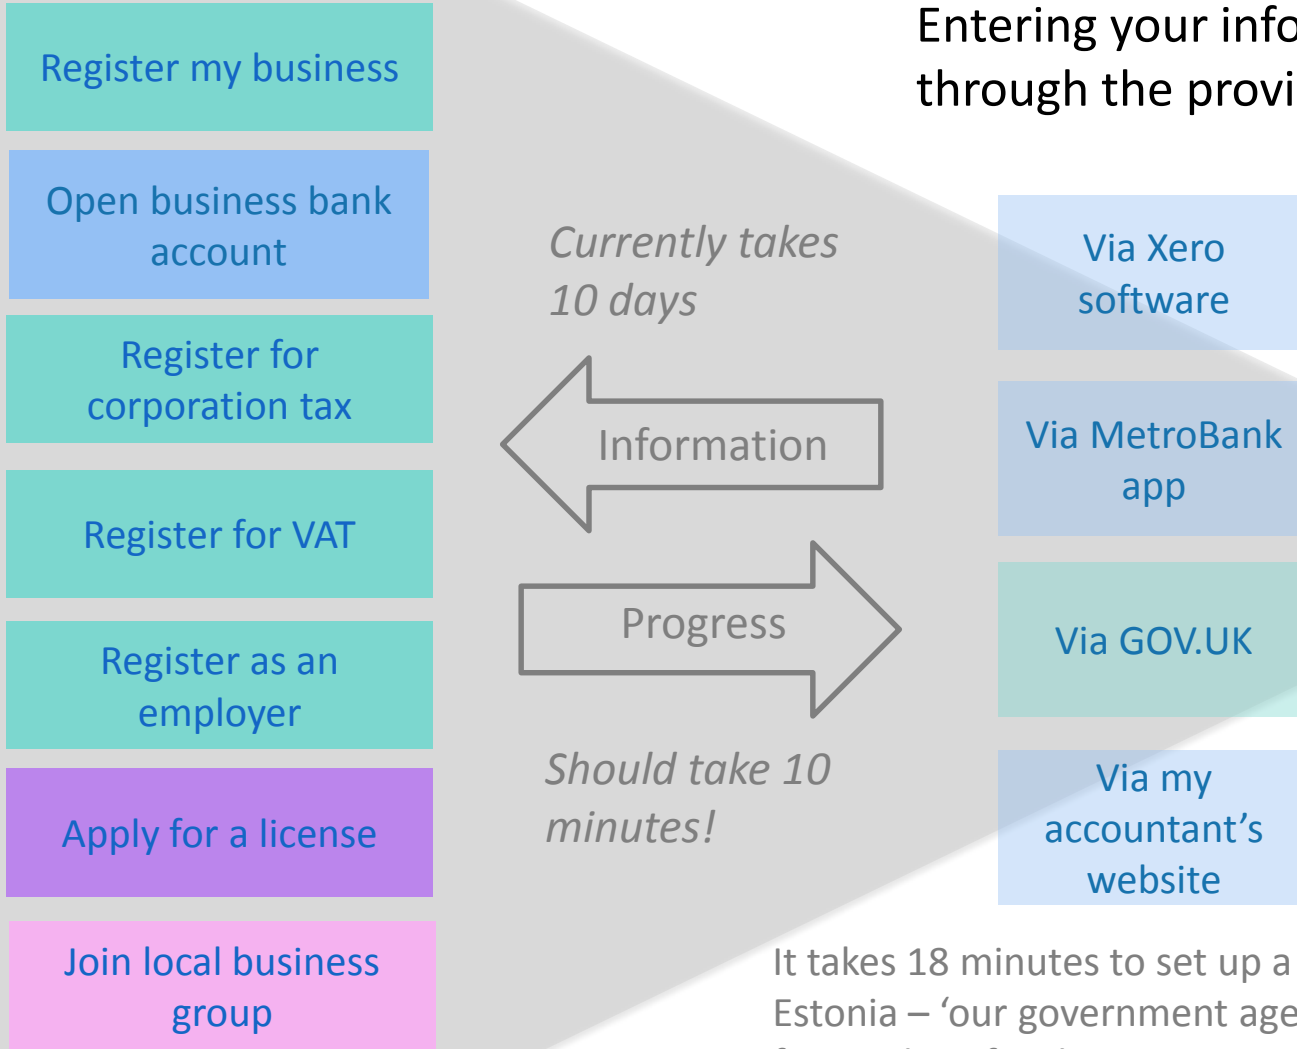 Entering your info
through the provi
Register my business
Open business bank
account
Register for
corporation tax
Register for VAT
Register as an
employer
Apply for a license
Join local business
group
Currently takes
10 days
Information
Progress
Should take 10
minutes!
Via Xero
software
Via MetroBank
app
Via GOV.UK
Via my
accountant’s
website
It takes 18 minutes to set up a
Estonia – ‘our government age